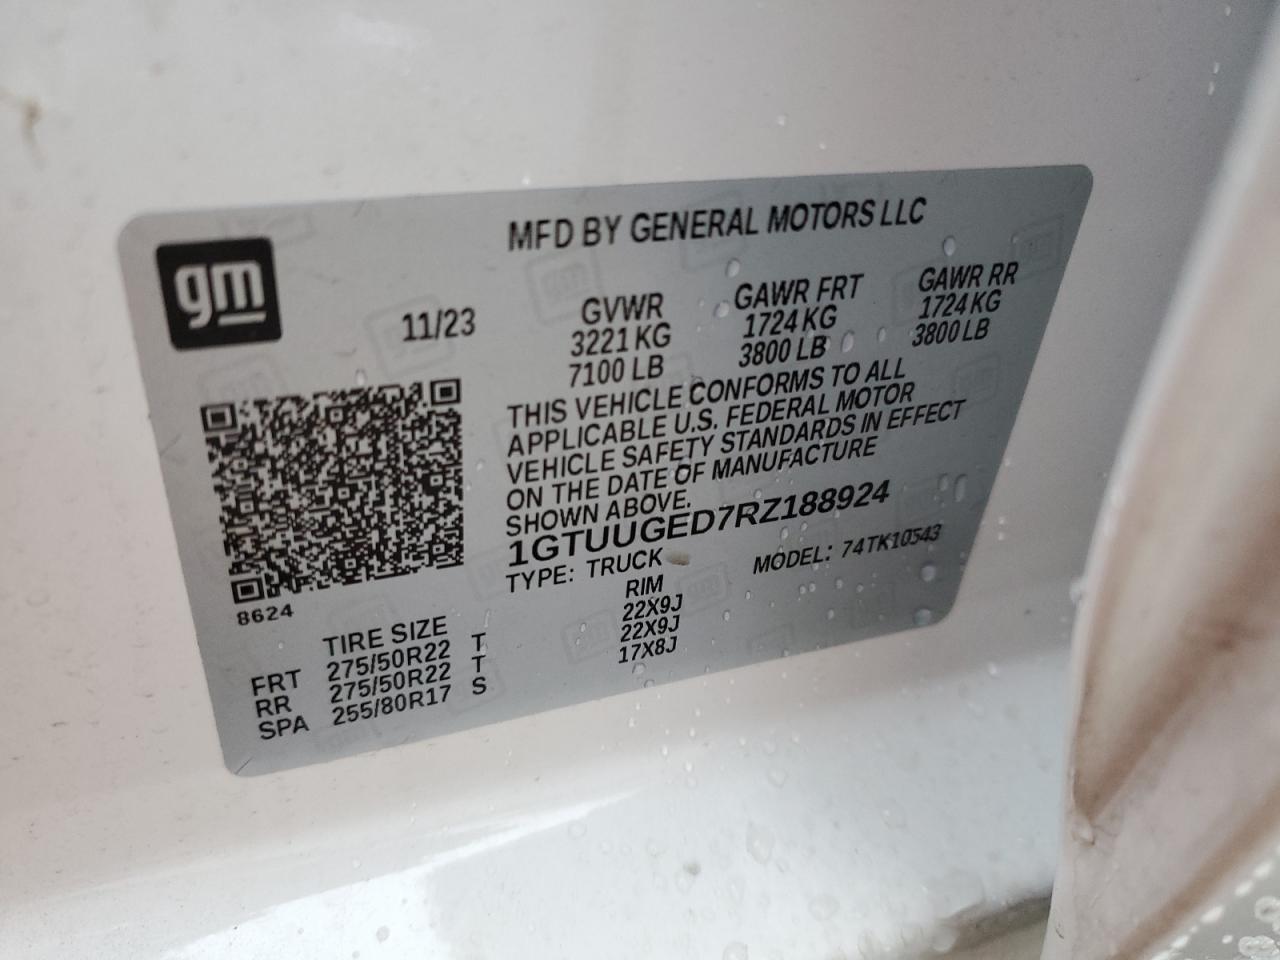 gm
MFD BY GENERAL MOTORS LLC
11/23
GVWR GAWR FRT GAWR RR
3221 KG 1724 KG 1724 KG
7100 LB 3800 LB 3800 LB
THIS VEHICLE CONFORMS TO ALL
APPLICABLE U.S. FEDERAL MOTOR
VEHICLE SAFETY STANDARDS IN EFFECT
ON THE DATE OF MANUFACTURE
SHOWN ABOVE.
1GTUUGED7RZ188924
TYPE: TRUCK MODEL: 74TK10543
8624
TIRE SIZE RIM
FRT 275/50R22 T 22X9J
RR 275/50R22 T 22X9J
SPA 255/80R17 S 17X8J